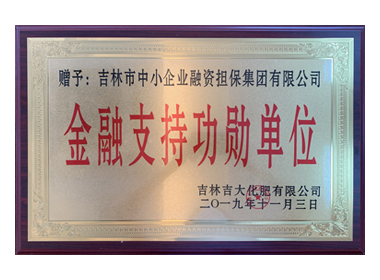 赠予：吉林市中小企业融资担保集团有限公司
金融支持功勋单位
吉林吉大化肥有限公司
二〇一九年十一月三日